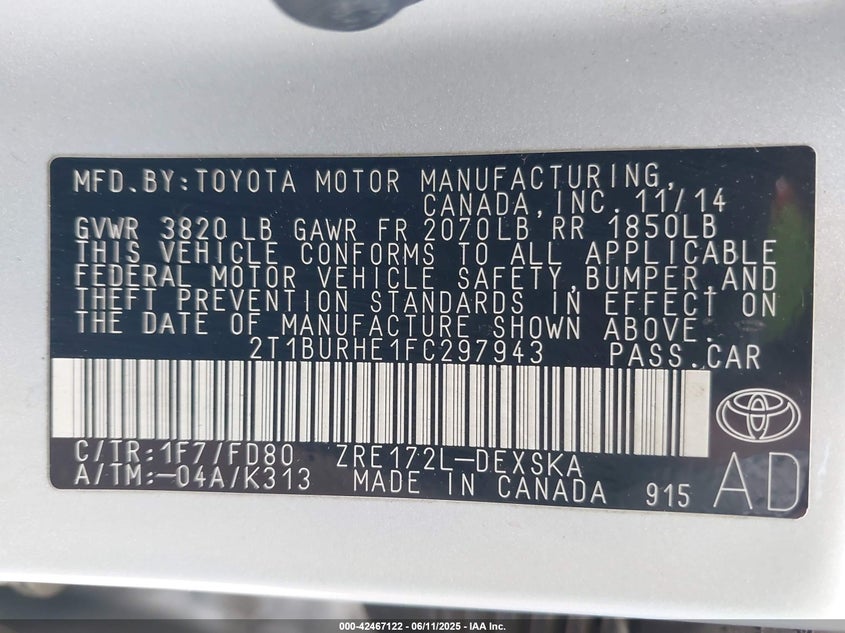 MFD.BY:TOYOTA MOTOR MANUFACTURING,
CANADA,INC. 11/14
GVWR 3820 LB GAWR FR 2070LB RR 1850LB
THIS VEHICLE CONFORMS TO ALL APPLICABLE
FEDERAL MOTOR VEHICLE SAFETY,BUMPER,AND
THEFT PREVENTION STANDARDS IN EFFECT ON
THE DATE OF MANUFACTURE SHOWN ABOVE.
2T1BURHE1FC297943 PASS.CAR
C/TR:1F7/FD80 ZRE172L-DEXSKA
A/TM:-04A/K313 MADE IN CANADA 915 AD
000-42467122 - 06/11/2025 - IAA Inc.